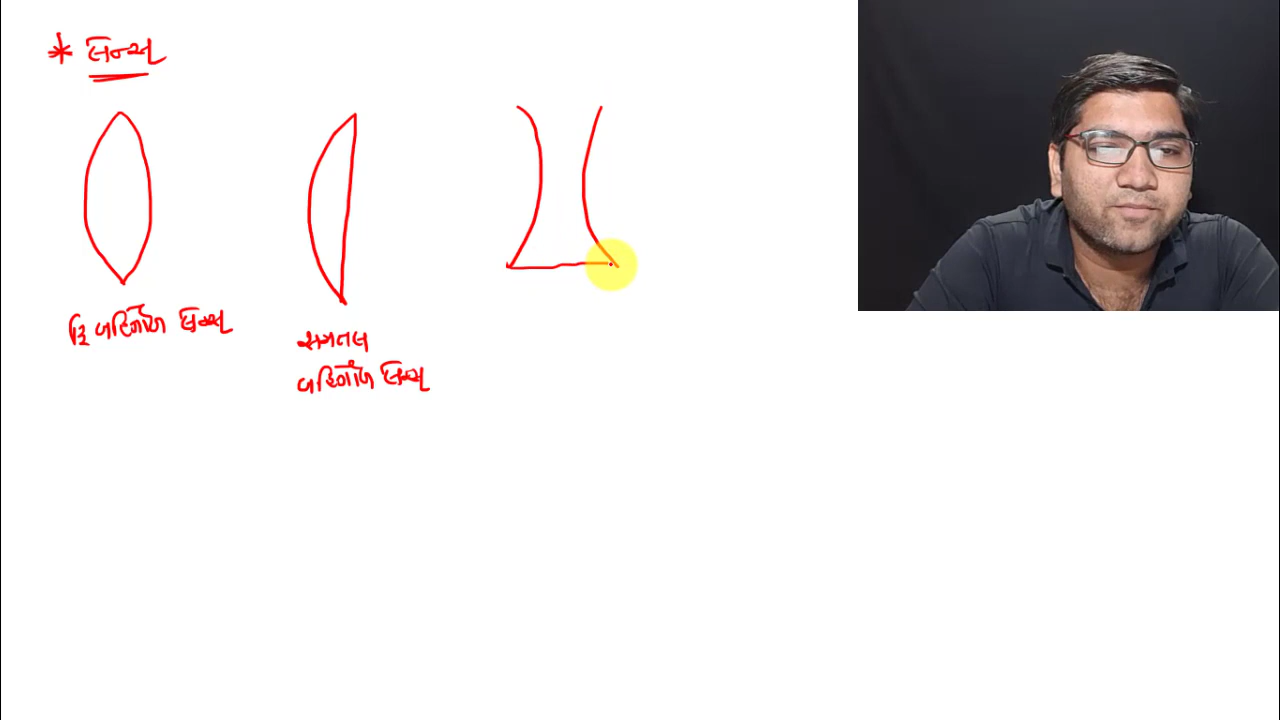 * લેન્સ
દ્વિ બહિર્ગોળ લેન્સ
સમતલ
બહિર્ગોળ લેન્સ